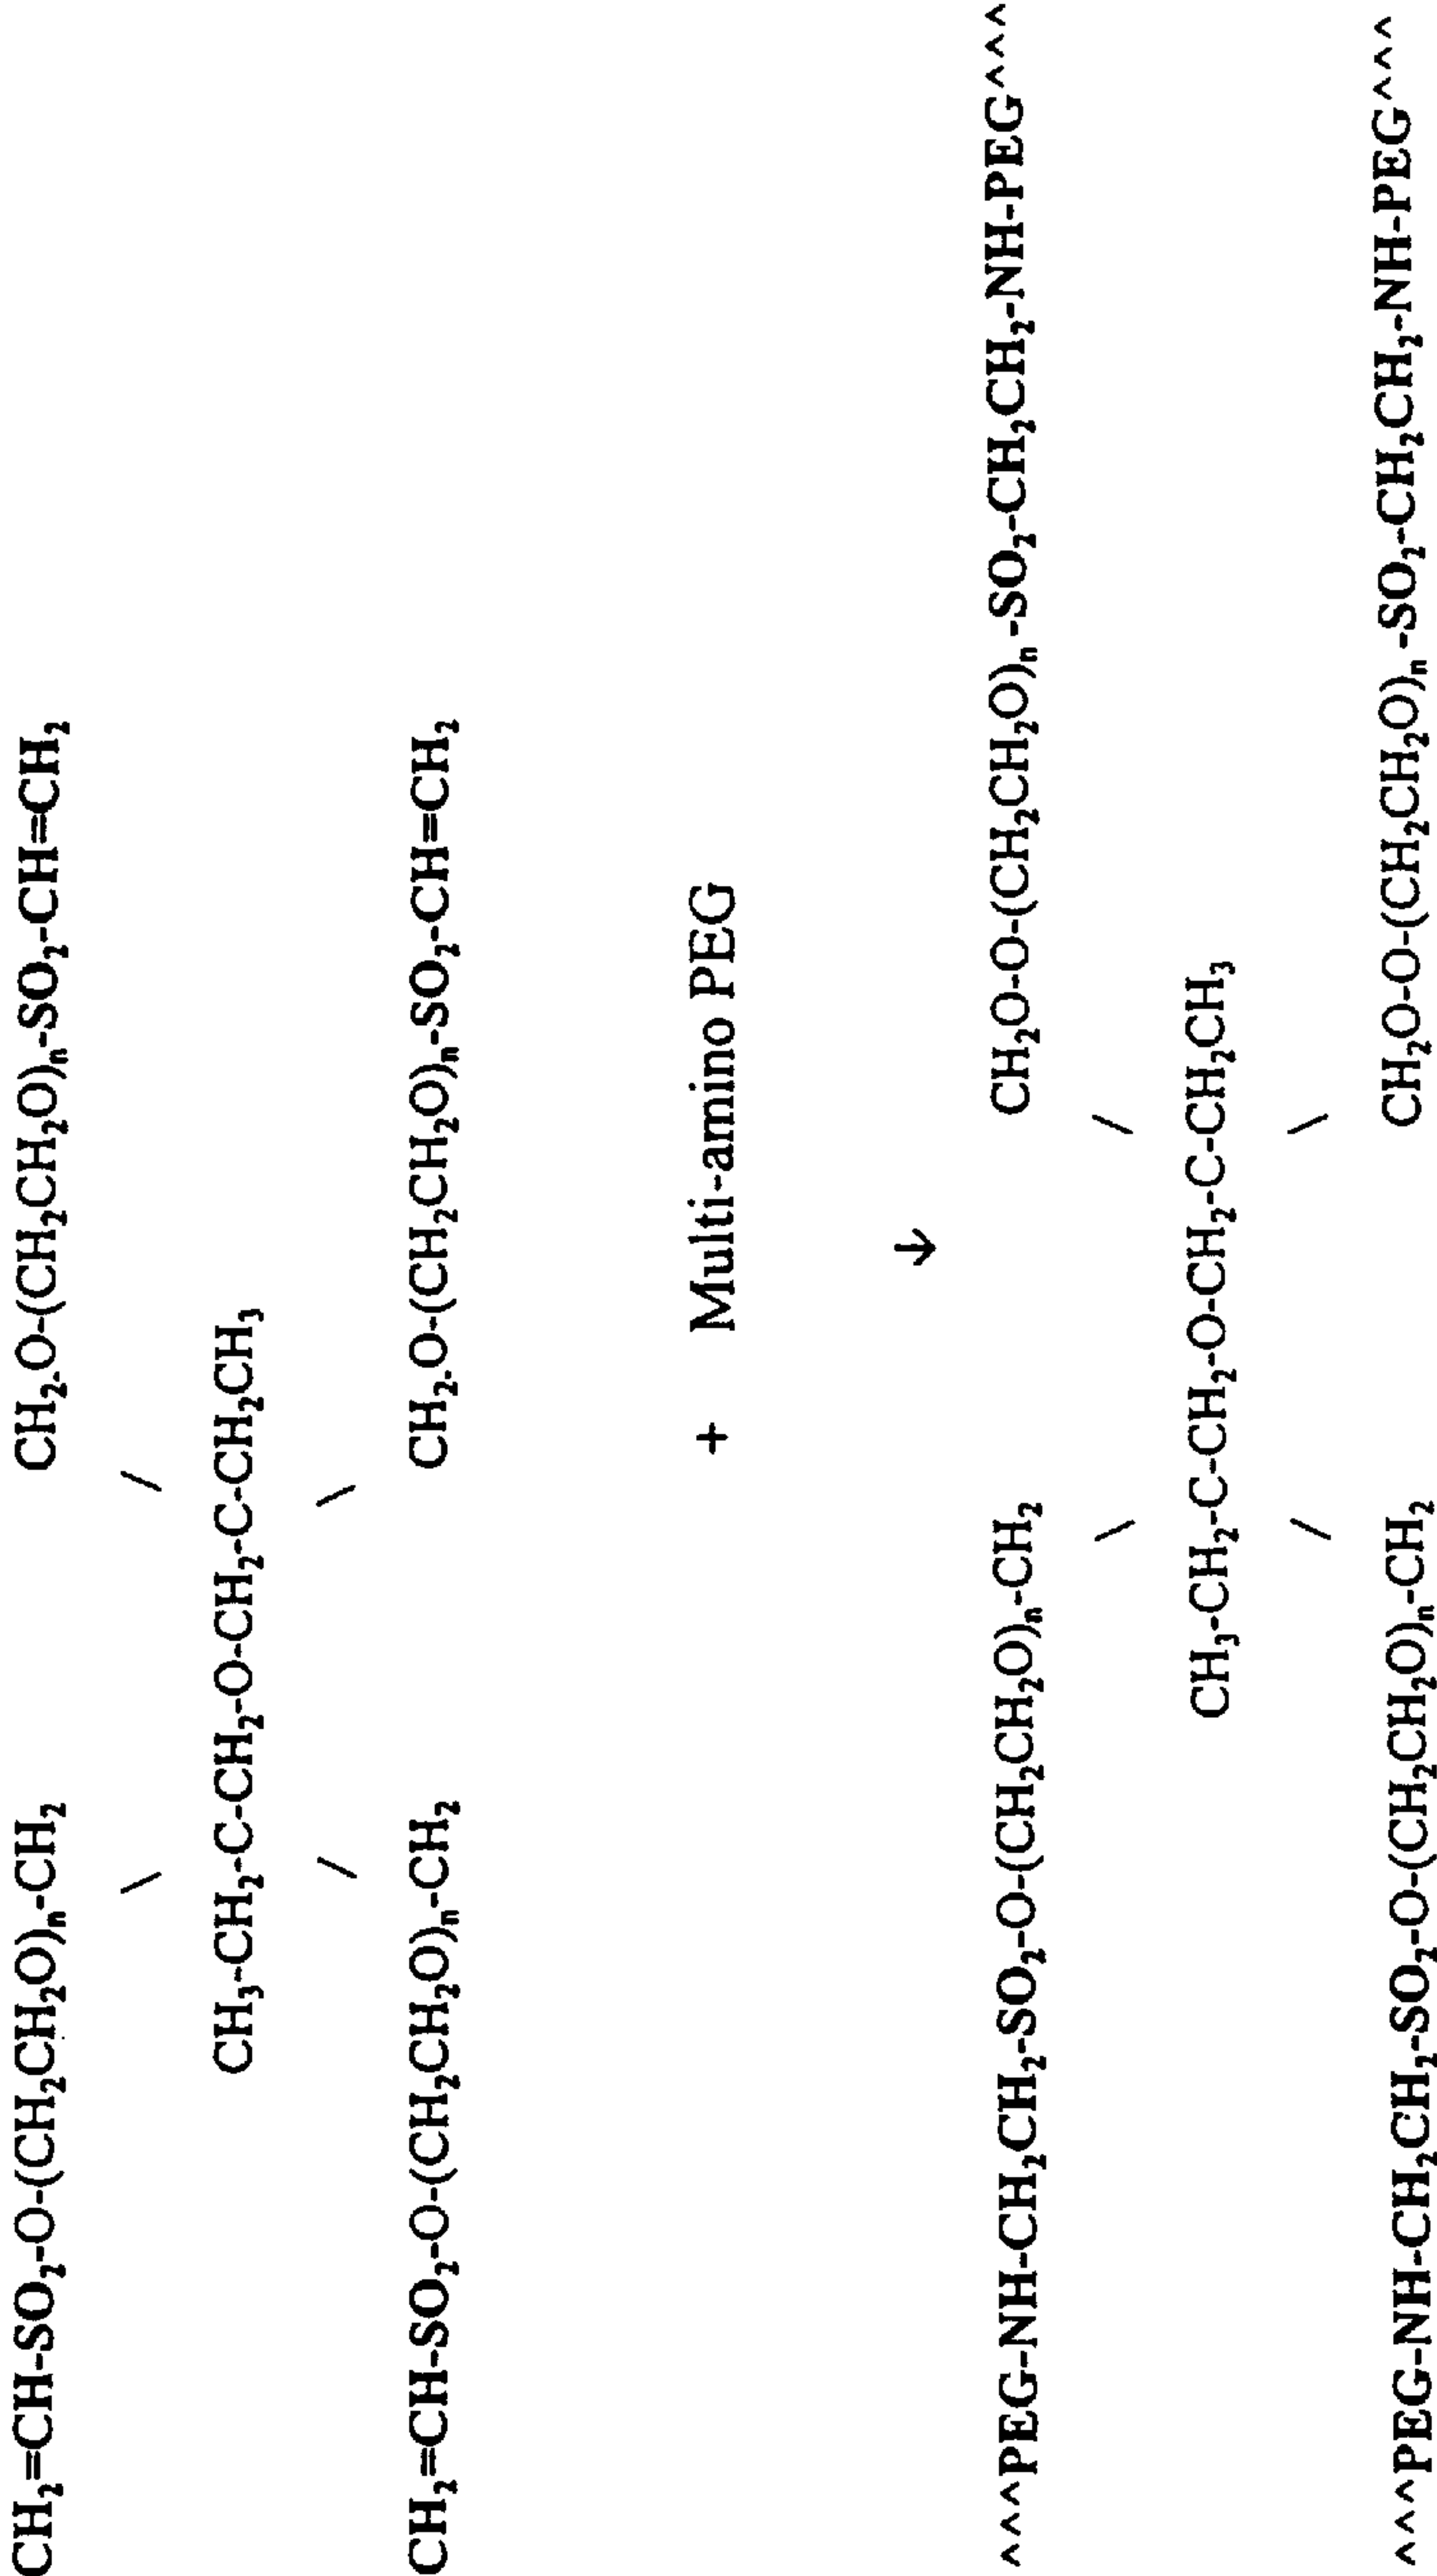 CH₂=CH-SO₂-O-(CH₂CH₂O)ₙ-CH₂ CH₂-O-(CH₂CH₂O)ₙ-SO₂-CH=CH₂
\ /
CH₃-CH₂-C-CH₂-O-CH₂-C-CH₂CH₃
/ \
CH₂=CH-SO₂-O-(CH₂CH₂O)ₙ-CH₂ CH₂-O-(CH₂CH₂O)ₙ-SO₂-CH=CH₂
+ Multi-amino PEG
↓
^^^PEG-NH-CH₂CH₂-SO₂-O-(CH₂CH₂O)ₙ-CH₂ CH₂O-O-(CH₂CH₂O)ₙ-SO₂-CH₂CH₂-NH-PEG^^^
\ /
CH₃-CH₂-C-CH₂-O-CH₂-C-CH₂CH₃
/ \
^^^PEG-NH-CH₂CH₂-SO₂-O-(CH₂CH₂O)ₙ-CH₂ CH₂O-O-(CH₂CH₂O)ₙ-SO₂-CH₂CH₂-NH-PEG^^^